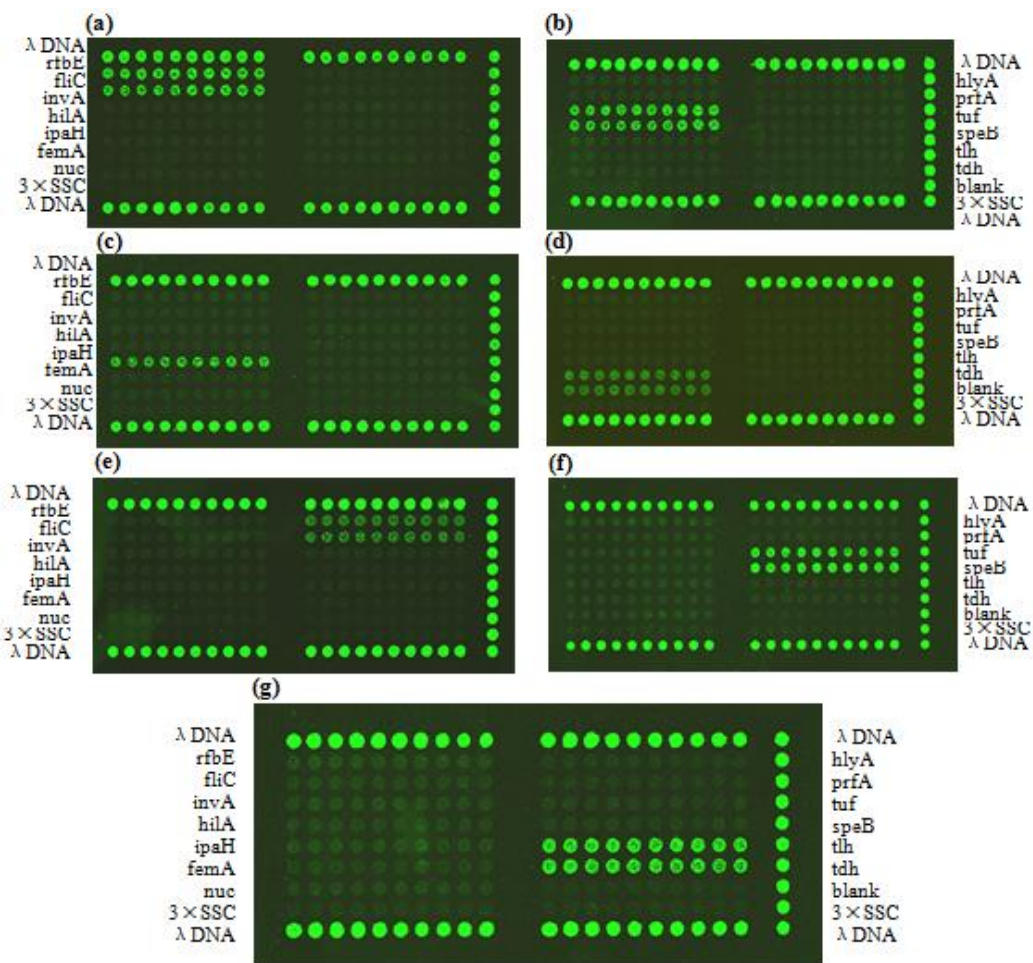 (a)
λ DNA
rfbE
fliC
invA
hilA
ipaH
femA
nuc
3×SSC
λ DNA
(b)
λ DNA
hlyA
prfA
tuf
speB
tlh
tdh
blank
3×SSC
λ DNA
(c)
λ DNA
rfbE
fliC
invA
hilA
ipaH
femA
nuc
3×SSC
λ DNA
(d)
λ DNA
hlyA
prfA
tuf
speB
tlh
tdh
blank
3×SSC
λ DNA
(e)
λ DNA
rfbE
fliC
invA
hilA
ipaH
femA
nuc
3×SSC
λ DNA
(f)
λ DNA
hlyA
prfA
tuf
speB
tlh
tdh
blank
3×SSC
λ DNA
(g)
λ DNA
rfbE
fliC
invA
hilA
ipaH
femA
nuc
3×SSC
λ DNA
λ DNA
hlyA
prfA
tuf
speB
tlh
tdh
blank
3×SSC
λ DNA